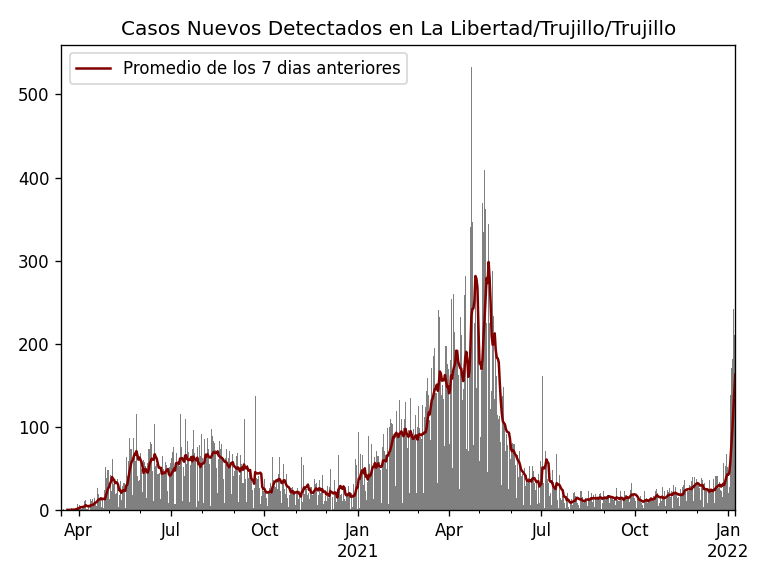 Casos Nuevos Detectados en La Libertad/Trujillo/Trujillo
Promedio de los 7 dias anteriores
500
400
300
200
100
0
Apr Jul Oct Jan Apr Jul Oct Jan
2021 2022